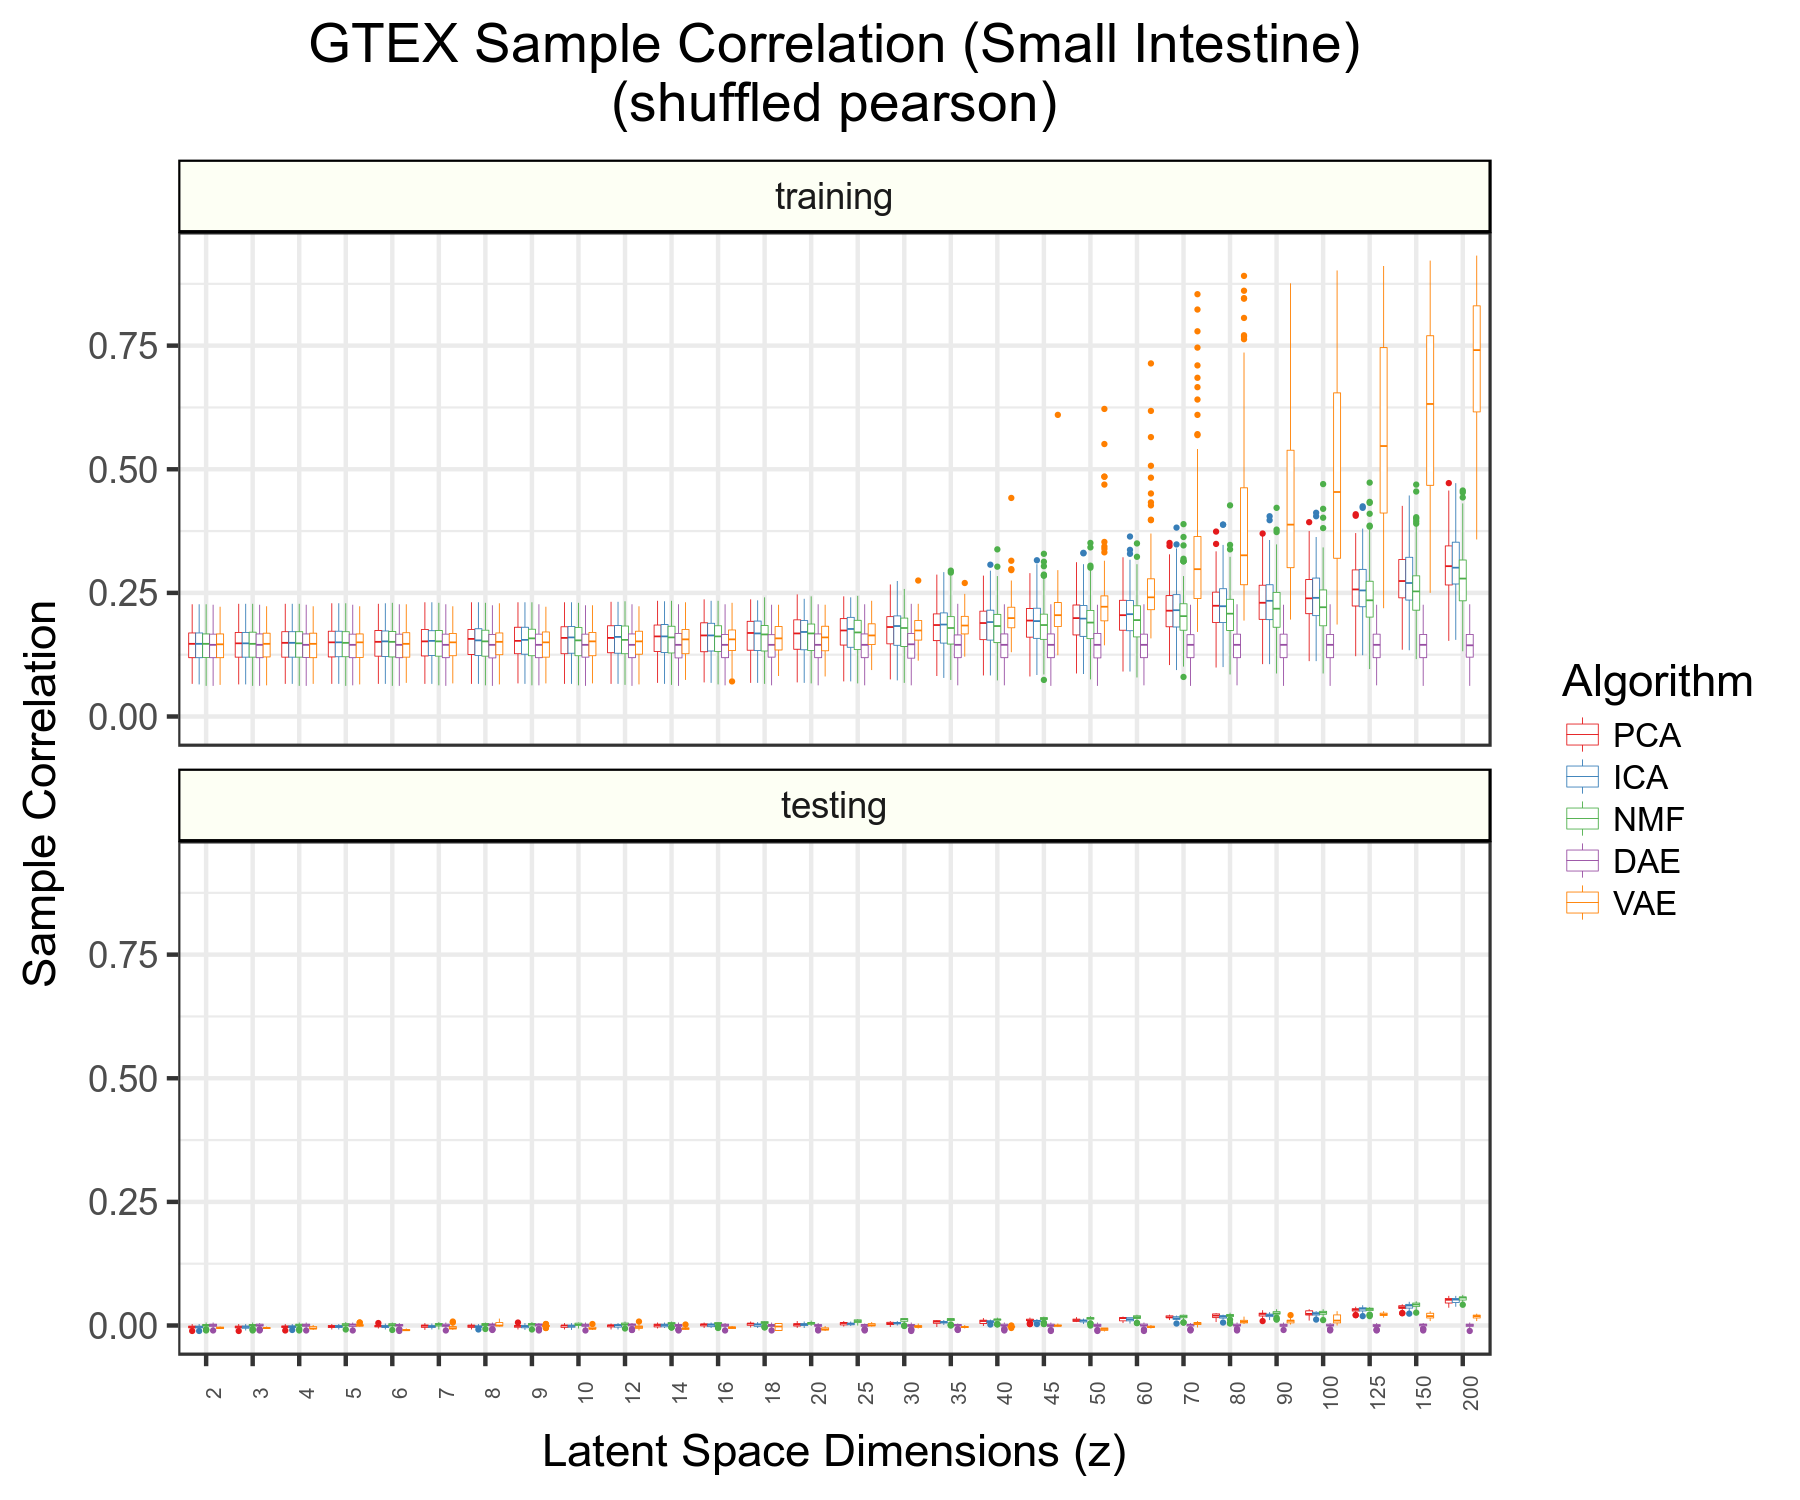 GTEX Sample Correlation (Small Intestine)
(shuffled pearson)
training
0.75
0.50
0.25
0.00
testing
0.75
0.50
0.25
0.00
Sample Correlation
2 3 4 5 6 7 8 9 10 12 14 16 18 20 25 30 35 40 45 50 60 70 80 90 100 125 150 200
Latent Space Dimensions (z)
Algorithm
PCA
ICA
NMF
DAE
VAE